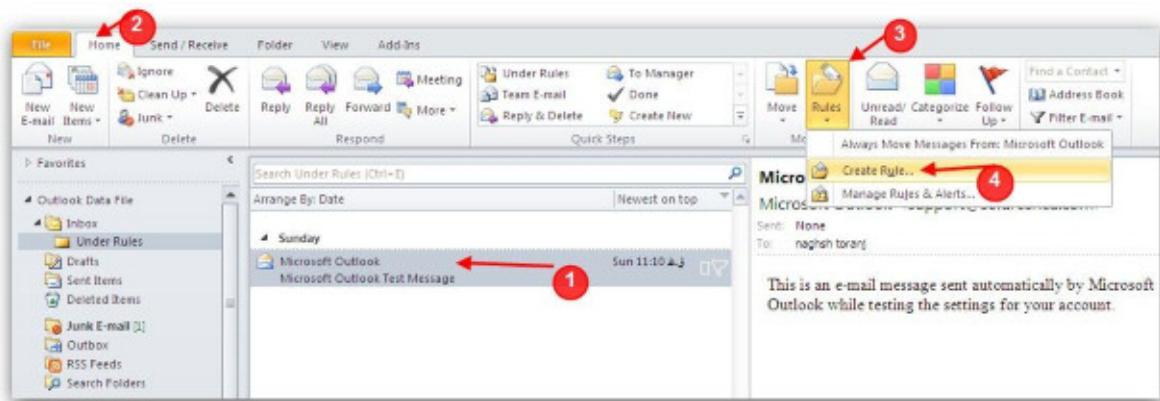 2
3
File Home Send / Receive Folder View Add-Ins
Ignore
Clean Up
Junk
New E-mail
New Items
Delete
New
Delete
Reply
Reply All
Forward
Meeting
More
Respond
Under Rules
Team E-mail
Reply & Delete
To Manager
Done
Create New
Quick Steps
Move
Rules
Unread/ Read
Categorize
Follow Up
Find a Contact
Address Book
Filter E-mail
Always Move Messages From: Microsoft Outlook
Create Rule...
4
Manage Rules & Alerts...
Favorites
Outlook Data File
Inbox
Under Rules
Drafts
Sent Items
Deleted Items
Junk E-mail [1]
Outbox
RSS Feeds
Search Folders
Search Under Rules (Ctrl+E)
Arrange By: Date Newest on top
Sunday
Microsoft Outlook Sun 11:10 ق.ظ
Microsoft Outlook Test Message
1
Sent: None
To: naghsh toranj
This is an e-mail message sent automatically by Microsoft
Outlook while testing the settings for your account.